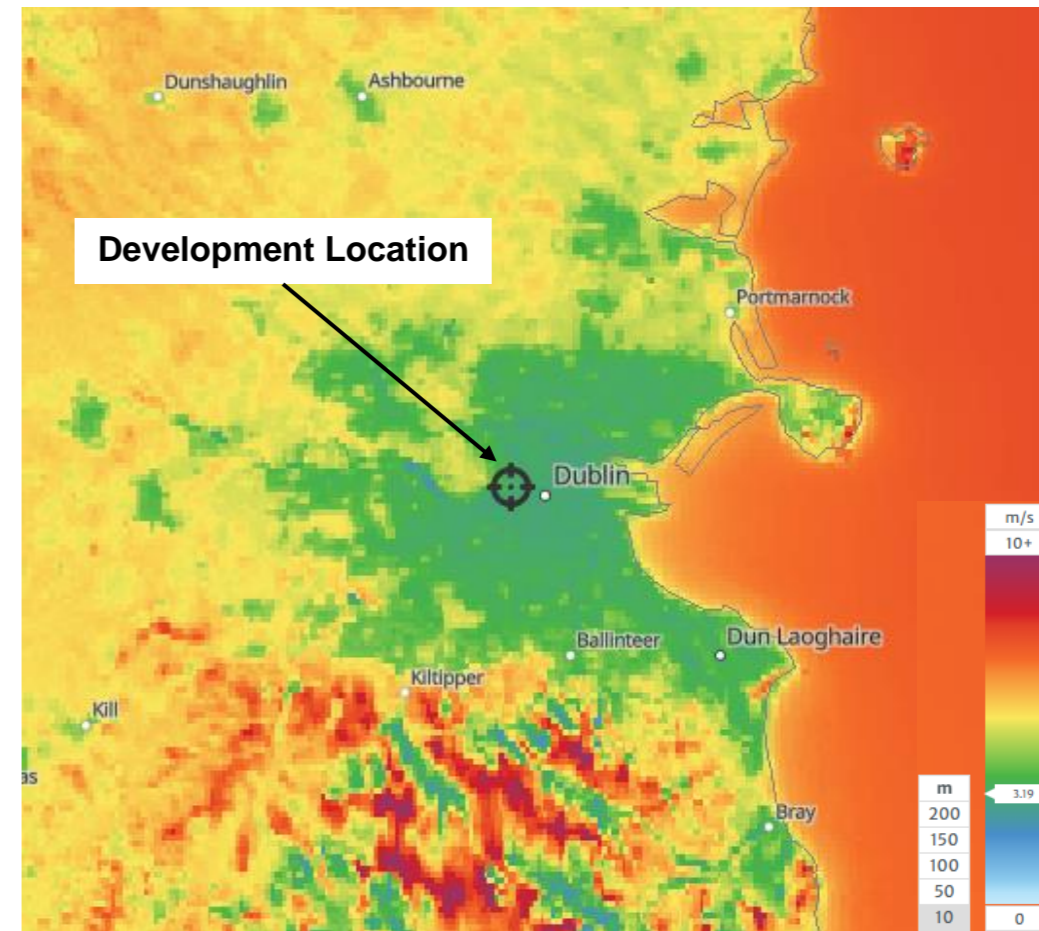 Dunshaughlin
Ashbourne
Development Location
Portmarnock
Dublin
Ballinteer
Dun Laoghaire
Kiltipper
Kill
as
Bray
m/s
10+
3.19
0
m
200
150
100
50
10